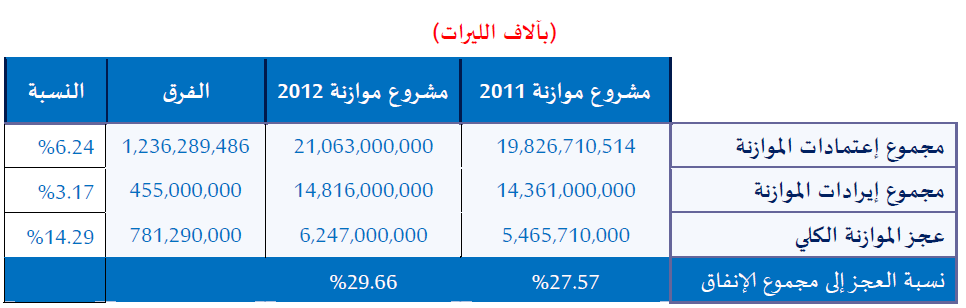 (بآلاف الليرات)
مشروع موازنة 2011 مشروع موازنة 2012 الفرق النسبة
مجموع إعتمادات الموازنة 19,826,710,514 21,063,000,000 1,236,289,486 %6.24
مجموع إيرادات الموازنة 14,361,000,000 14,816,000,000 455,000,000 %3.17
عجز الموازنة الكلي 5,465,710,000 6,247,000,000 781,290,000 %14.29
نسبة العجز إلى مجموع الإنفاق %27.57 %29.66